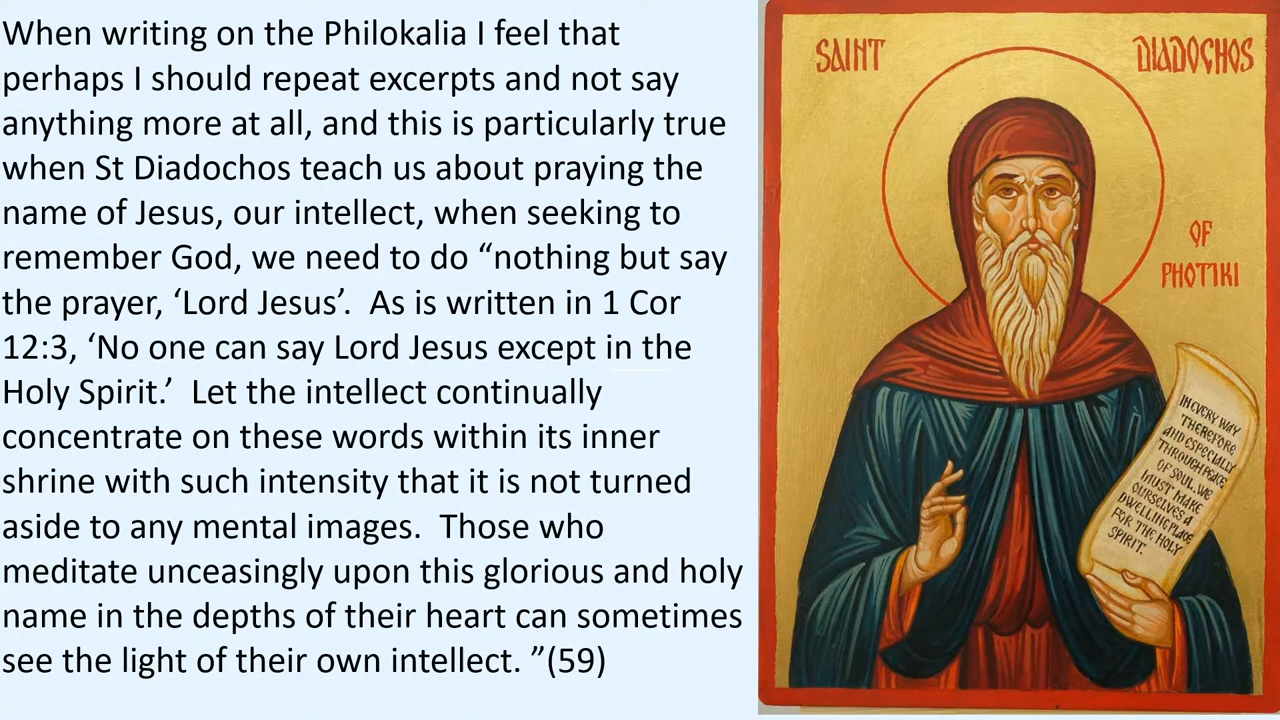 When writing on the Philokalia I feel that
perhaps I should repeat excerpts and not say
anything more at all, and this is particularly true
when St Diadochos teach us about praying the
name of Jesus, our intellect, when seeking to
remember God, we need to do “nothing but say
the prayer, ‘Lord Jesus’.  As is written in 1 Cor
12:3, ‘No one can say Lord Jesus except in the
Holy Spirit.’  Let the intellect continually
concentrate on these words within its inner
shrine with such intensity that it is not turned
aside to any mental images.  Those who
meditate unceasingly upon this glorious and holy
name in the depths of their heart can sometimes
see the light of their own intellect. ”(59)
SAINT DIADOCHOS
OF
PHOTIKI
IN EVERY WAY
THEREFORE,
AND ESPECIALLY
THROUGH PEACE
OF SOUL, WE
MUST MAKE
OURSELVES A
DWELLING PLACE
FOR THE HOLY
SPIRIT.